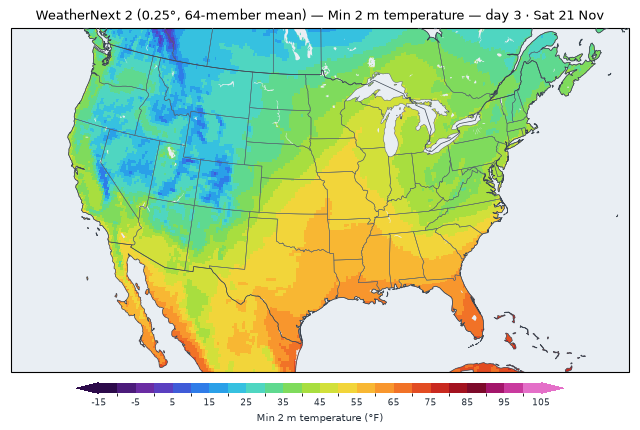 WeatherNext 2 (0.25°, 64-member mean) — Min 2 m temperature — day 3 · Sat 21 Nov
-15 -5 5 15 25 35 45 55 65 75 85 95 105
Min 2 m temperature (°F)